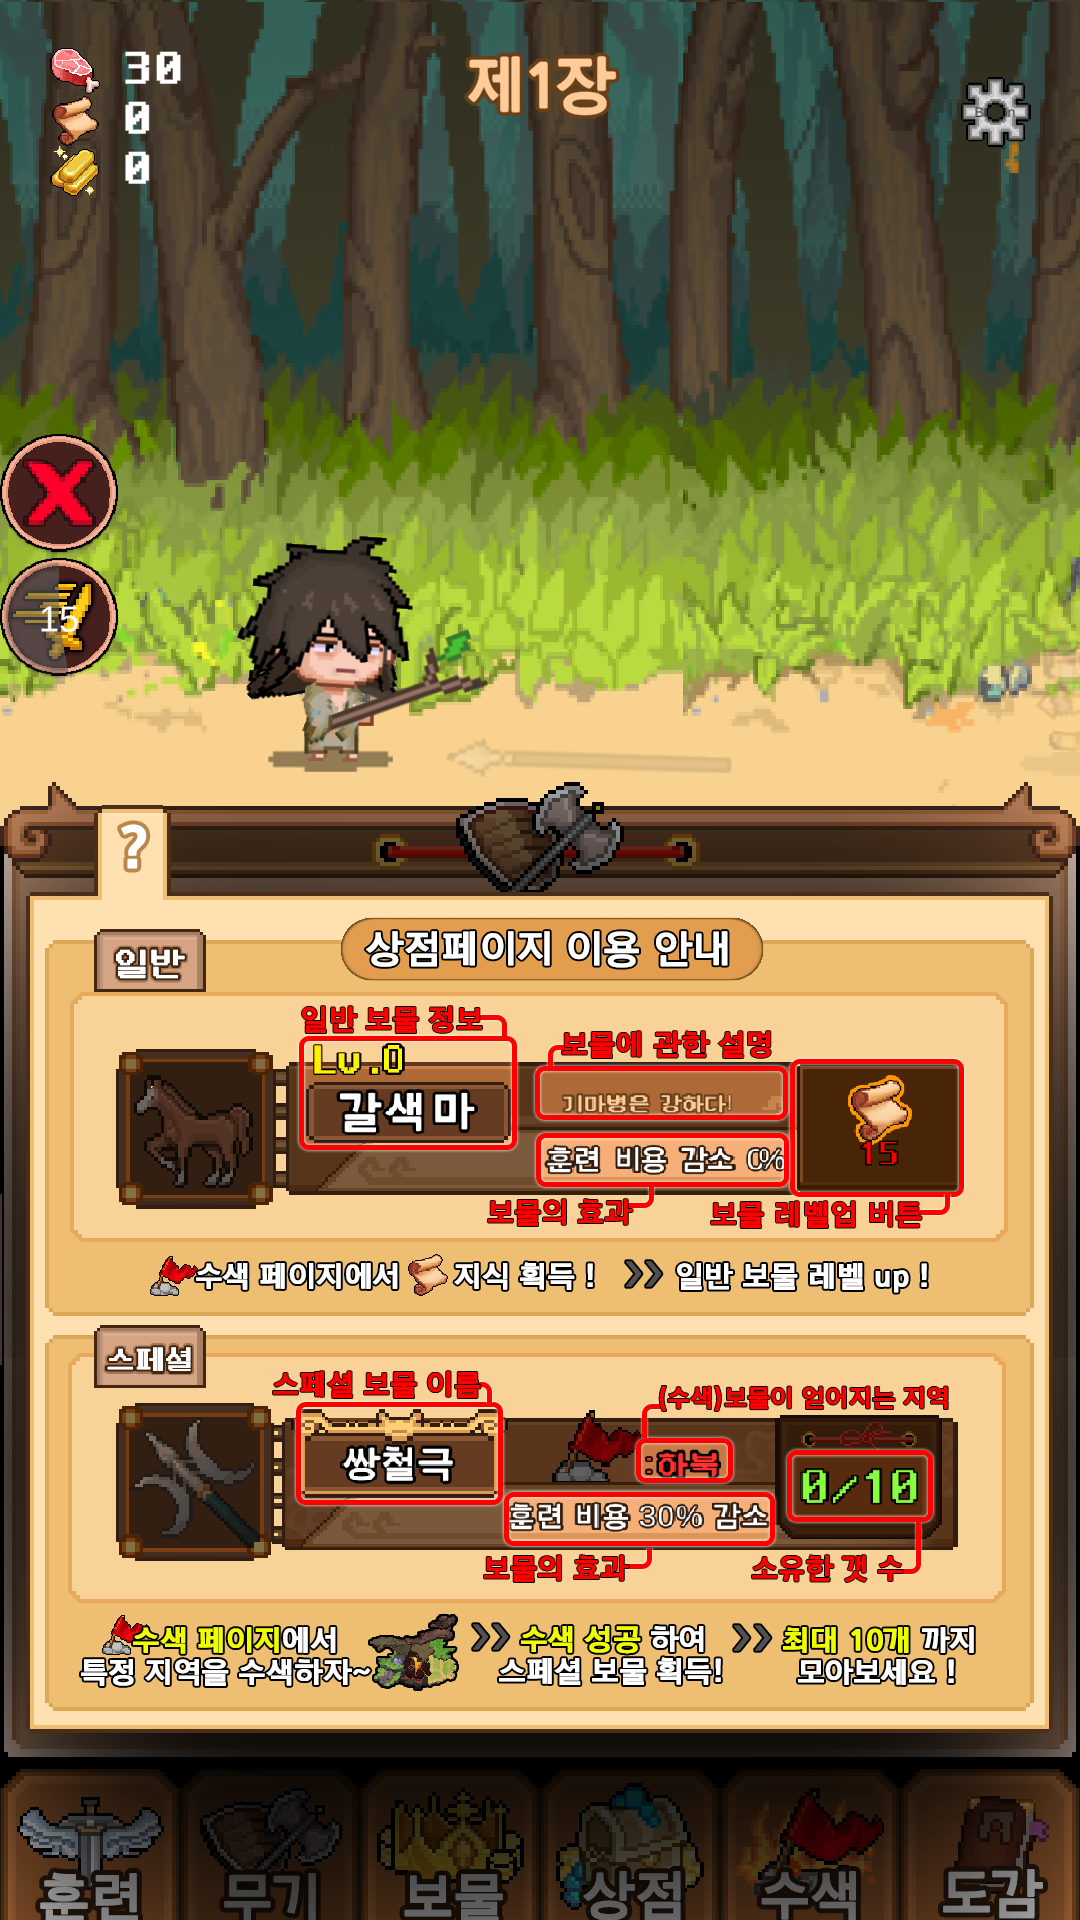 30
0
0
제1장
15
?
상점페이지 이용 안내
일반
일반 보물 정보
보물에 관한 설명
Lv.0
갈색마
기마병은 강하다!
훈련 비용 감소 0%
15
보물의 효과
보물 레벨업 버튼
수색 페이지에서 지식 획득 ! 일반 보물 레벨 up !
스페셜
스페셜 보물 이름
(수색)보물이 얻어지는 지역
쌍철극
:하북
0/10
훈련 비용 30% 감소
보물의 효과
소유한 갯 수
수색 페이지에서 수색 성공 하여 최대 10개 까지
특정 지역을 수색하자~ 스페셜 보물 획득! 모아보세요 !
훈련 무기 보물 상점 수색 도감